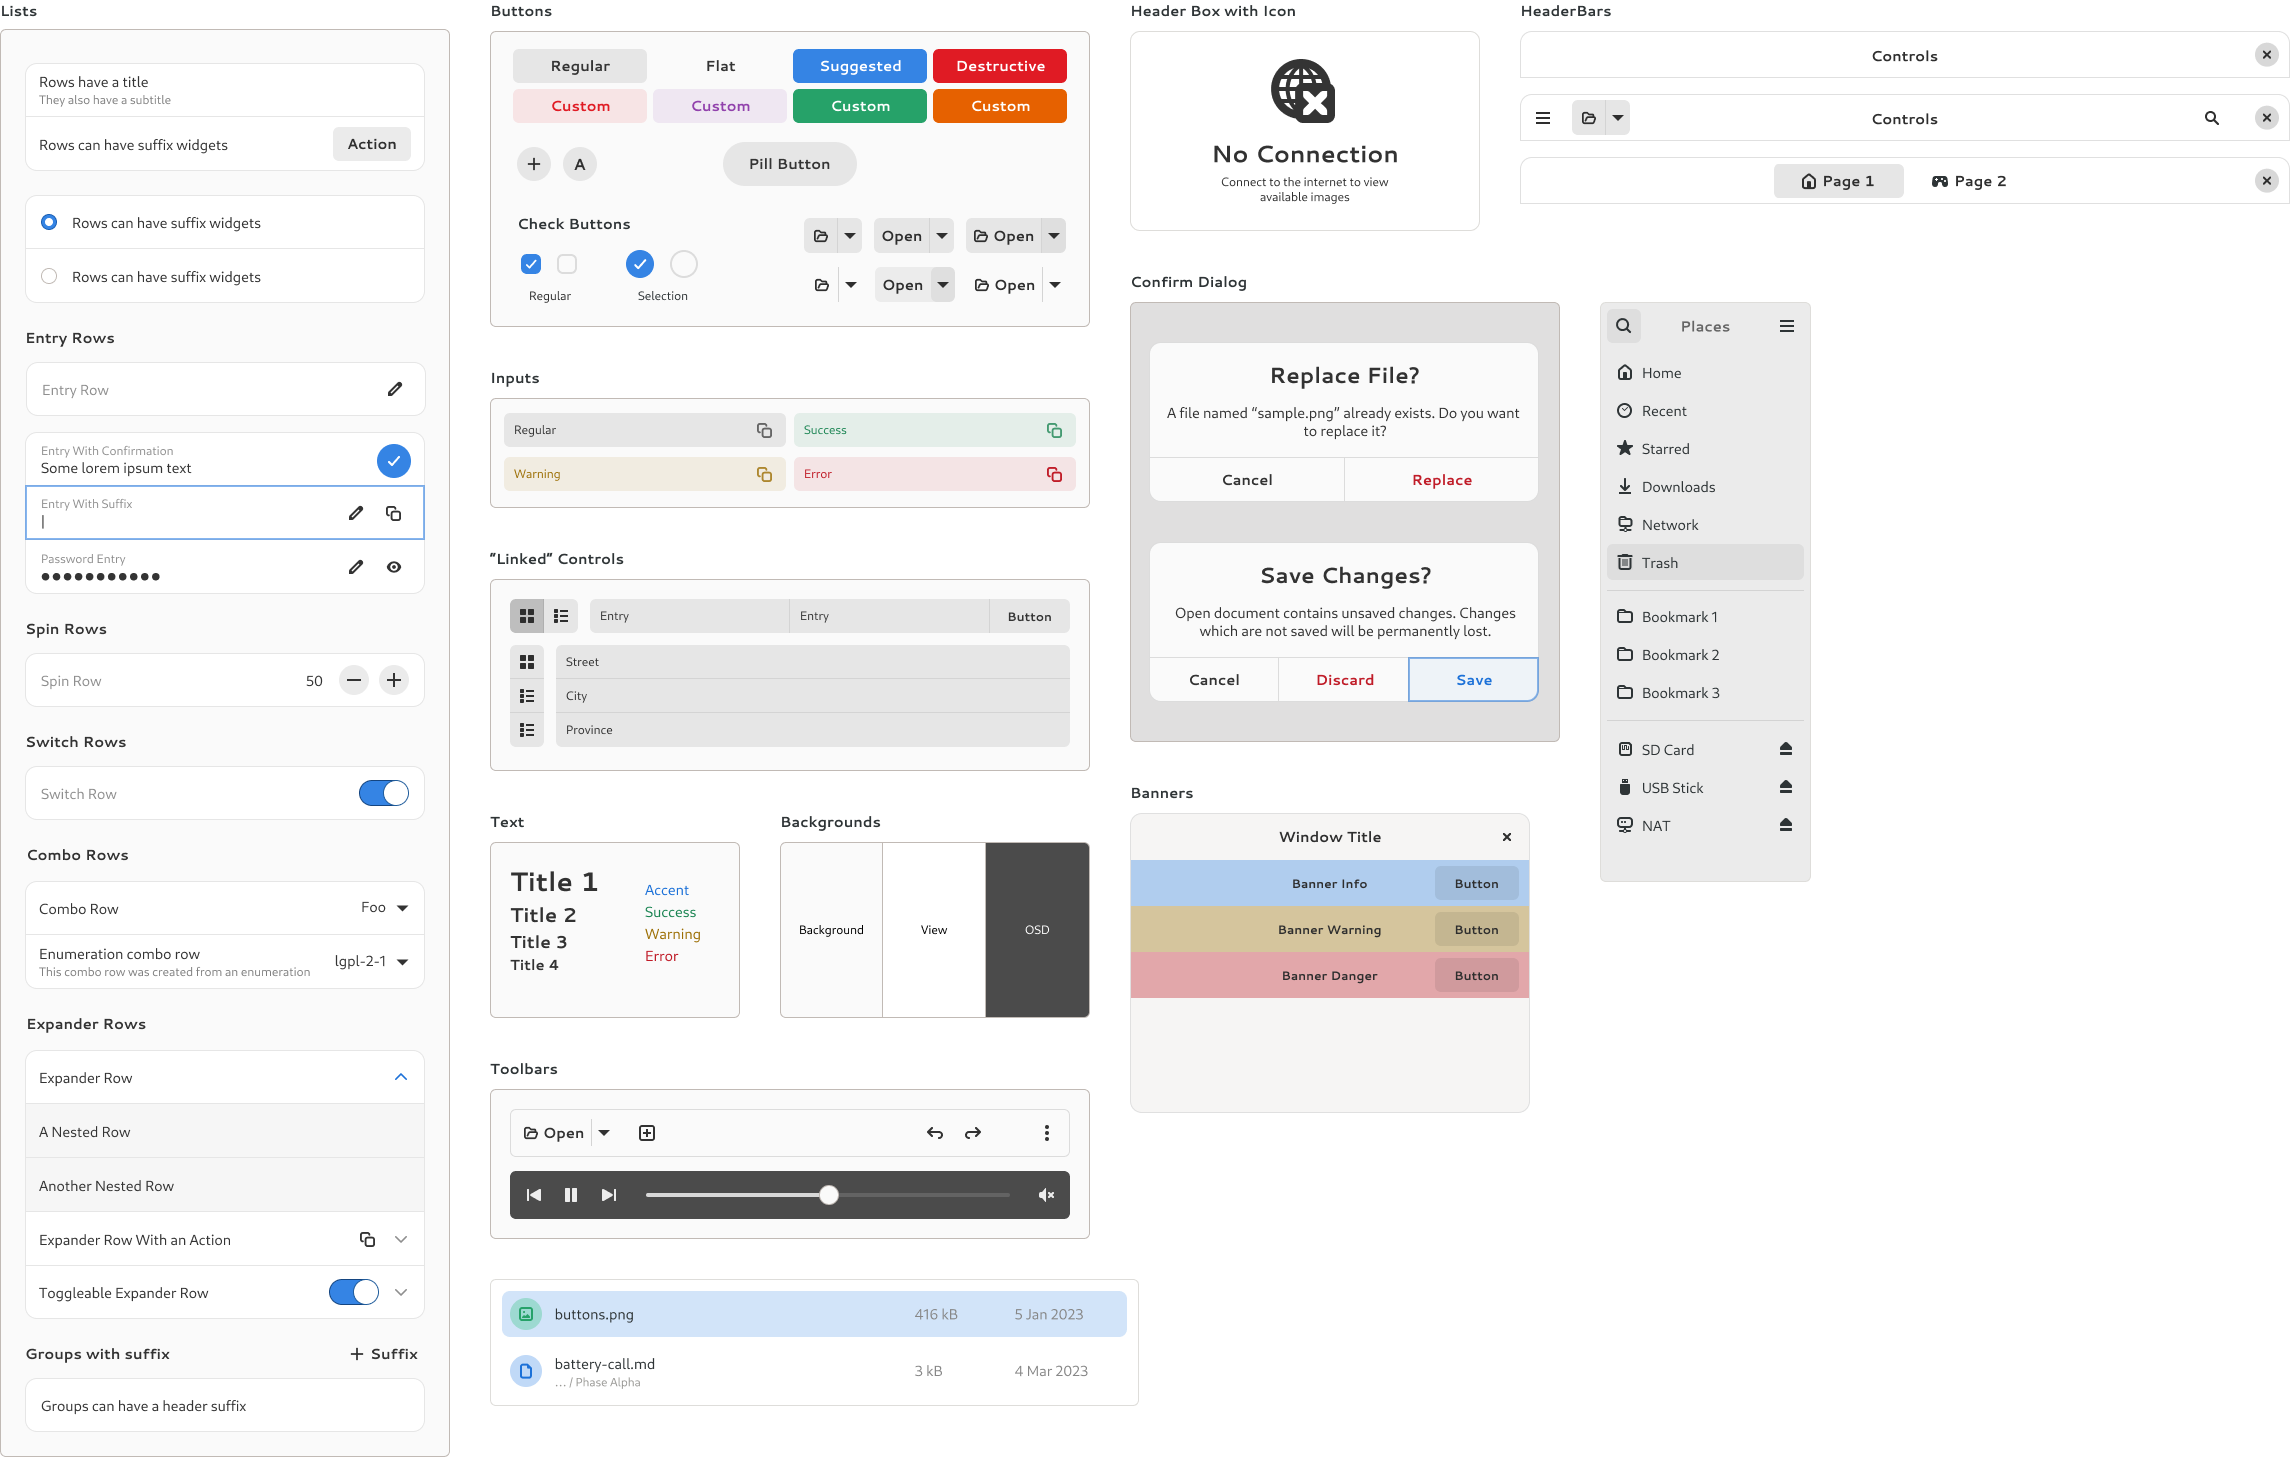 Lists
Rows have a title
They also have a subtitle
Rows can have suffix widgets
Action
Rows can have suffix widgets
Rows can have suffix widgets
Entry Rows
Entry Row
Entry With Confirmation
Some lorem ipsum text
Entry With Suffix
Password Entry
Spin Rows
Spin Row
50
Switch Rows
Switch Row
Combo Rows
Combo Row
Foo
Enumeration combo row
This combo row was created from an enumeration
lgpl-2-1
Expander Rows
Expander Row
A Nested Row
Another Nested Row
Expander Row With an Action
Toggleable Expander Row
Groups with suffix
Suffix
Groups can have a header suffix
Buttons
Regular
Flat
Suggested
Destructive
Custom
Custom
Custom
Custom
A
Pill Button
Check Buttons
Regular
Selection
Open
Open
Open
Open
Inputs
Regular
Success
Warning
Error
"Linked" Controls
Entry
Entry
Button
Street
City
Province
Text
Title 1
Title 2
Title 3
Title 4
Accent
Success
Warning
Error
Backgrounds
Background
View
OSD
Toolbars
Open
buttons.png
416 kB
5 Jan 2023
battery-call.md
... / Phase Alpha
3 kB
4 Mar 2023
Header Box with Icon
No Connection
Connect to the internet to view
available images
Confirm Dialog
Replace File?
A file named “sample.png” already exists. Do you want
to replace it?
Cancel
Replace
Save Changes?
Open document contains unsaved changes. Changes
which are not saved will be permanently lost.
Cancel
Discard
Save
Banners
Window Title
Banner Info
Button
Banner Warning
Button
Banner Danger
Button
HeaderBars
Controls
Controls
Page 1
Page 2
Places
Home
Recent
Starred
Downloads
Network
Trash
Bookmark 1
Bookmark 2
Bookmark 3
SD Card
USB Stick
NAT